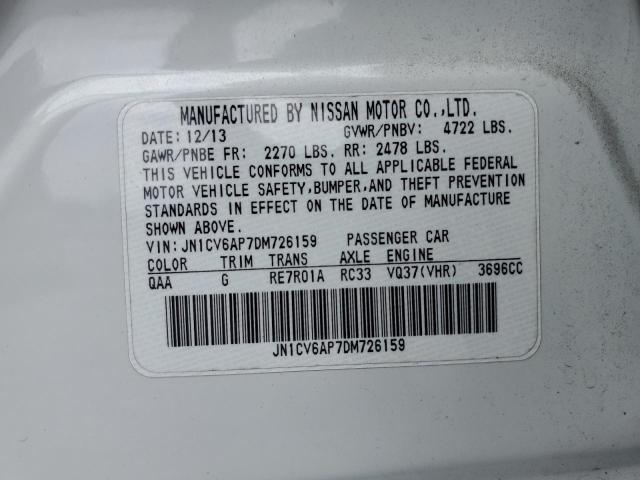 MANUFACTURED BY NISSAN MOTOR CO.,LTD.
DATE: 12/13 GVWR/PNBV: 4722 LBS.
GAWR/PNBE FR: 2270 LBS. RR: 2478 LBS.
THIS VEHICLE CONFORMS TO ALL APPLICABLE FEDERAL
MOTOR VEHICLE SAFETY,BUMPER,AND THEFT PREVENTION
STANDARDS IN EFFECT ON THE DATE OF MANUFACTURE
SHOWN ABOVE.
VIN: JN1CV6AP7DM726159 PASSENGER CAR
COLOR TRIM TRANS AXLE ENGINE
QAA G RE7R01A RC33 VQ37(VHR) 3696CC
JN1CV6AP7DM726159